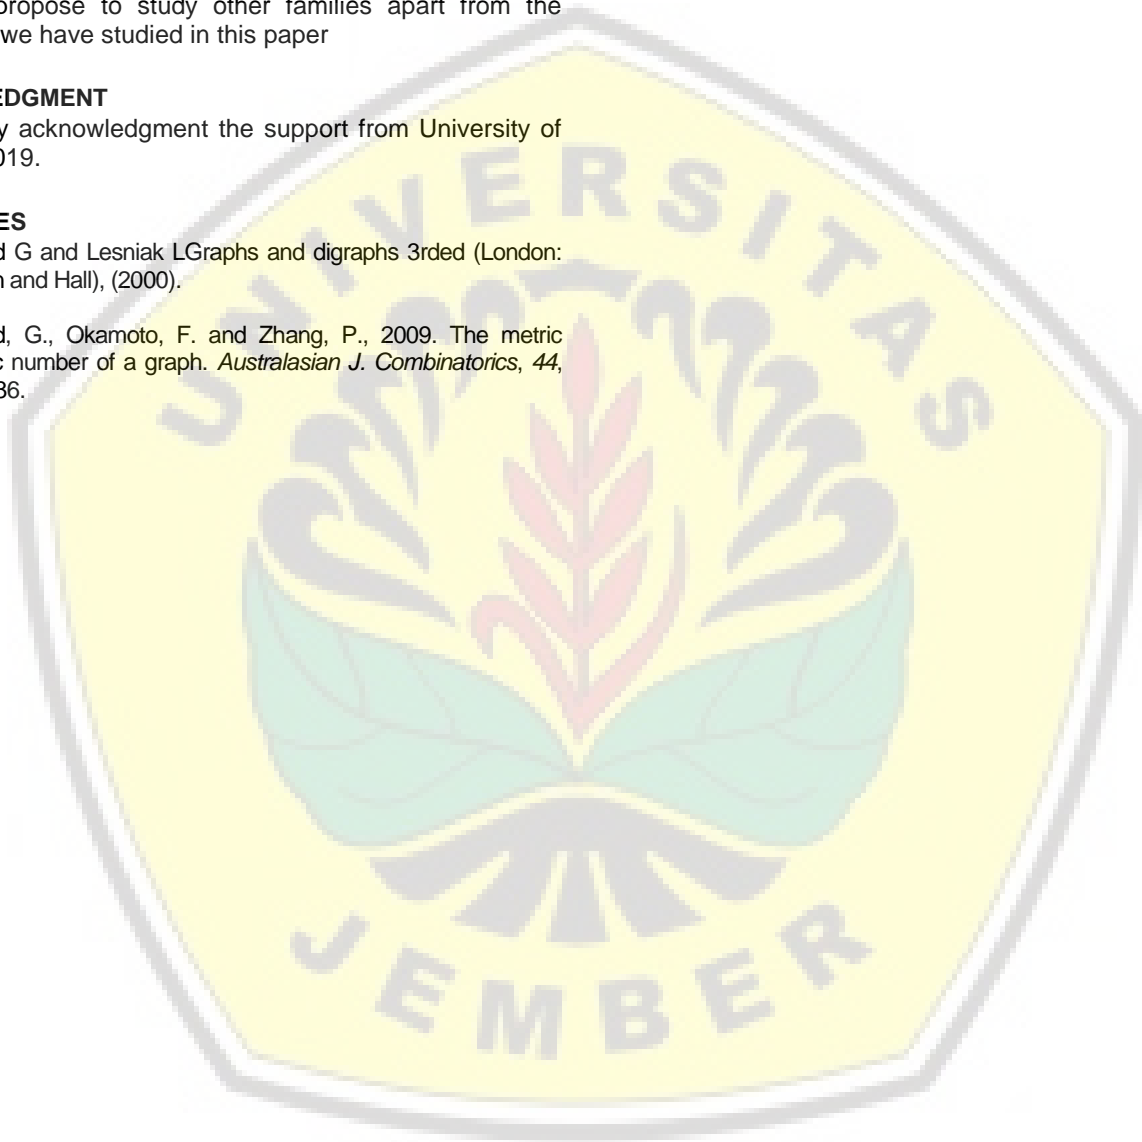 propose to study other families apart from the
we have studied in this paper
EDGMENT
y acknowledgment the support from University of
019.
ES
d G and Lesniak LGraphs and digraphs 3rded (London:
n and Hall), (2000).
d, G., Okamoto, F. and Zhang, P., 2009. The metric
c number of a graph. Australasian J. Combinatorics, 44,
36.
UNIVERSITAS
JEMBER